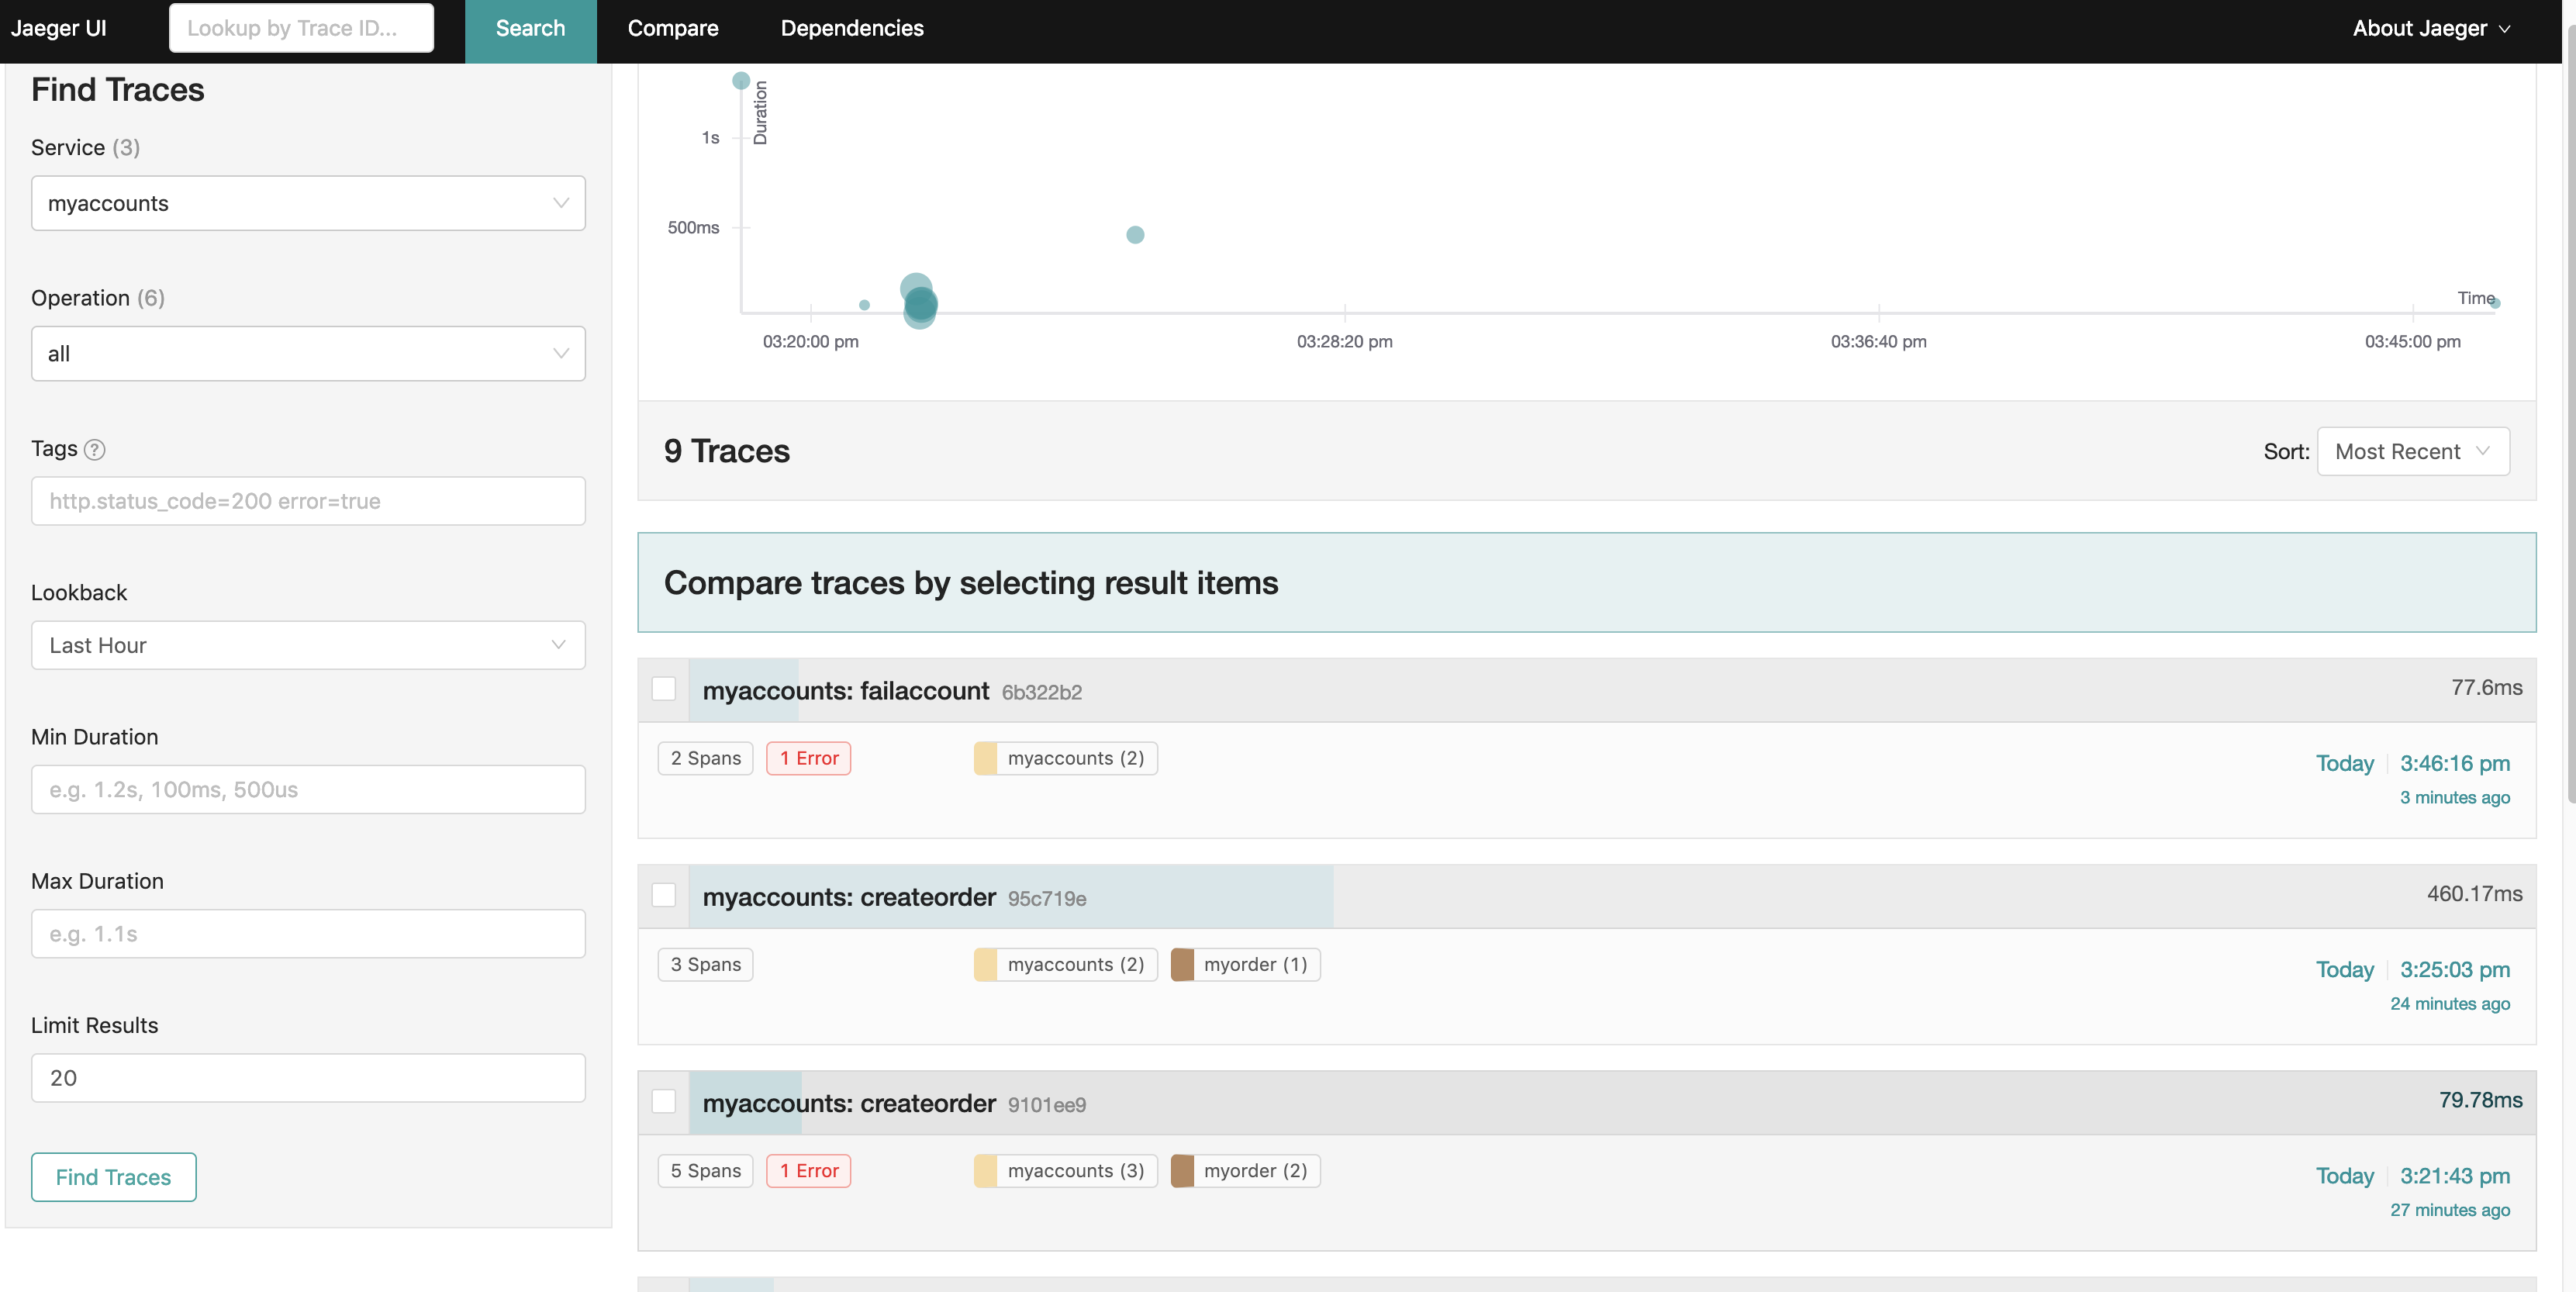 Jaeger UI
Lookup by Trace ID...
Search
Compare
Dependencies
About Jaeger
Find Traces
Service (3)
myaccounts
Operation (6)
all
Tags ?
http.status_code=200 error=true
Lookback
Last Hour
Min Duration
e.g. 1.2s, 100ms, 500us
Max Duration
e.g. 1.1s
Limit Results
20
Find Traces
Duration
1s
500ms
Time
03:20:00 pm
03:28:20 pm
03:36:40 pm
03:45:00 pm
9 Traces
Sort: Most Recent
Compare traces by selecting result items
myaccounts: failaccount 6b322b2
77.6ms
2 Spans
1 Error
myaccounts (2)
Today
3:46:16 pm
3 minutes ago
myaccounts: createorder 95c719e
460.17ms
3 Spans
myaccounts (2)
myorder (1)
Today
3:25:03 pm
24 minutes ago
myaccounts: createorder 9101ee9
79.78ms
5 Spans
1 Error
myaccounts (3)
myorder (2)
Today
3:21:43 pm
27 minutes ago